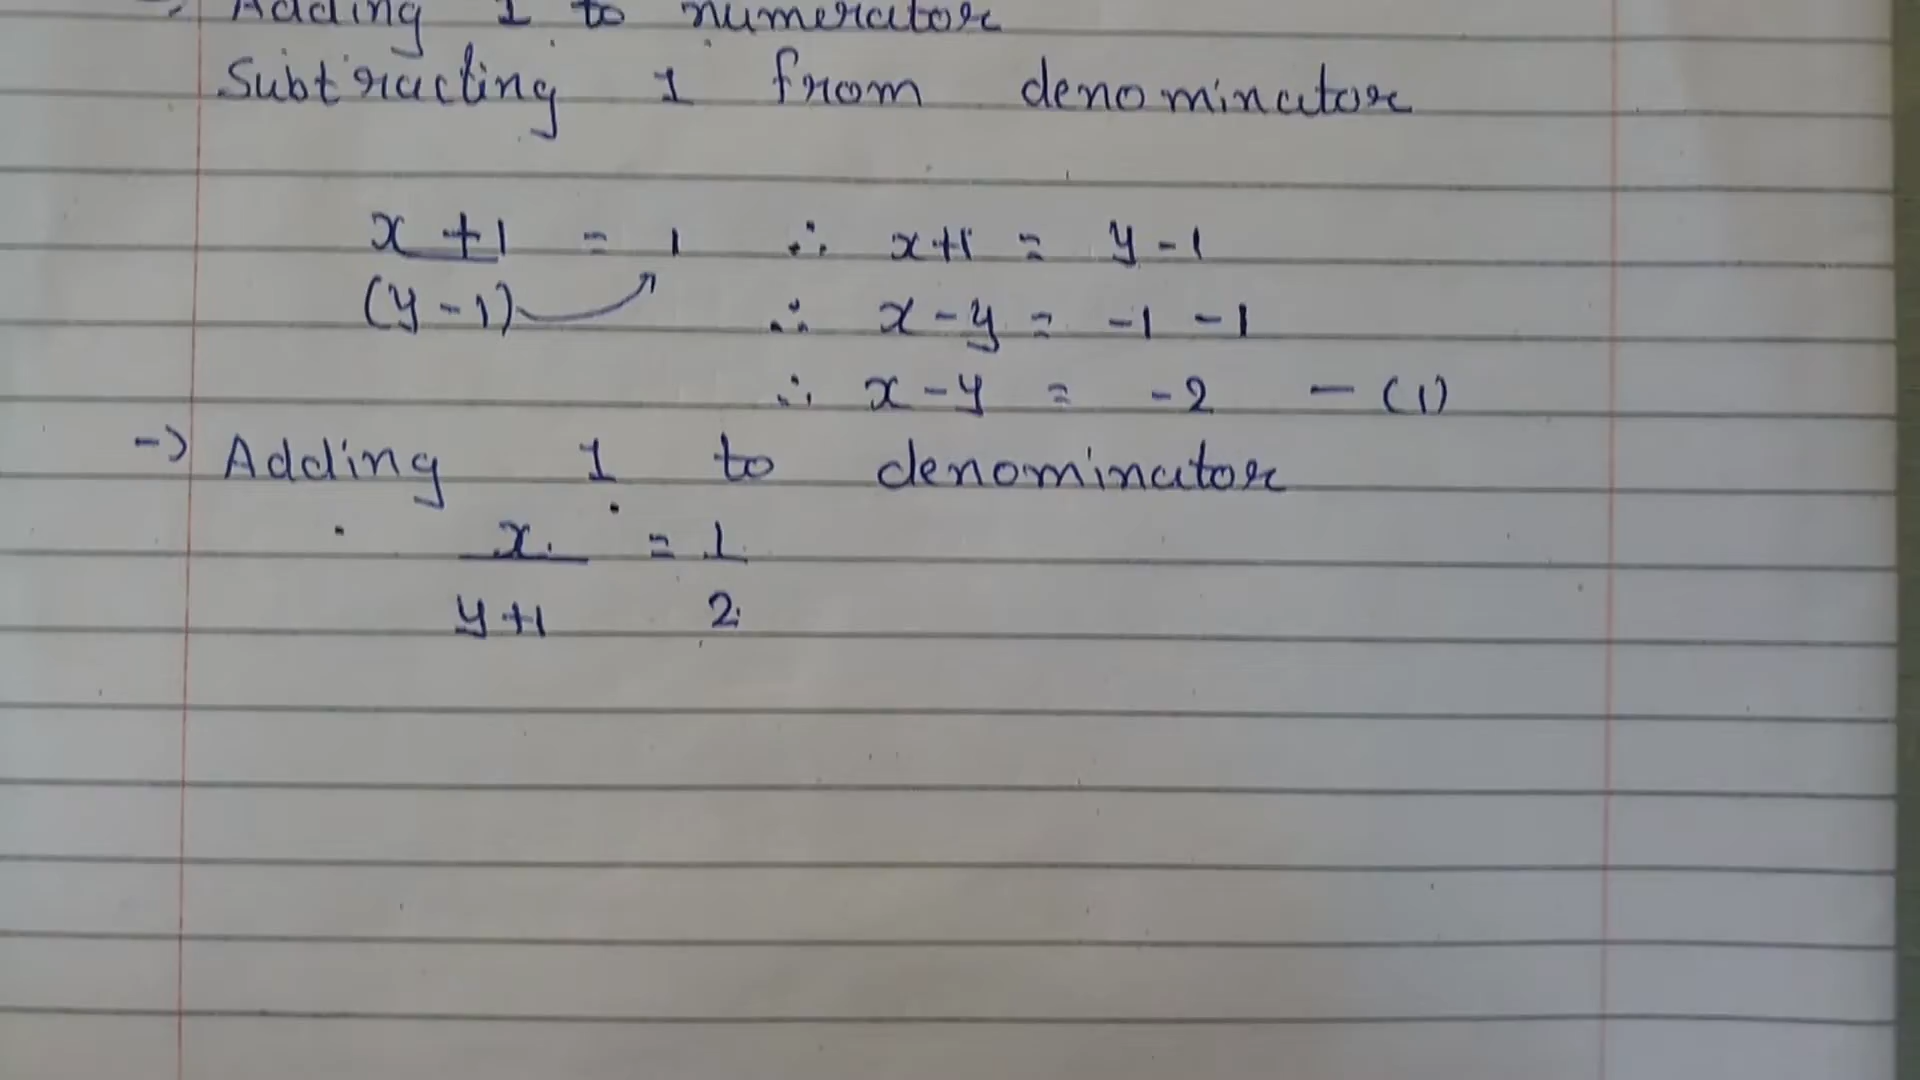 -> Adding 1 to numerator
Subtracting 1 from denominator
x + 1 = 1 ∴ x+1 = y - 1
(y - 1) ∴ x - y = -1 - 1
∴ x - y = -2 — (1)
-> Adding 1 to denominator
x = 1
y + 1 2